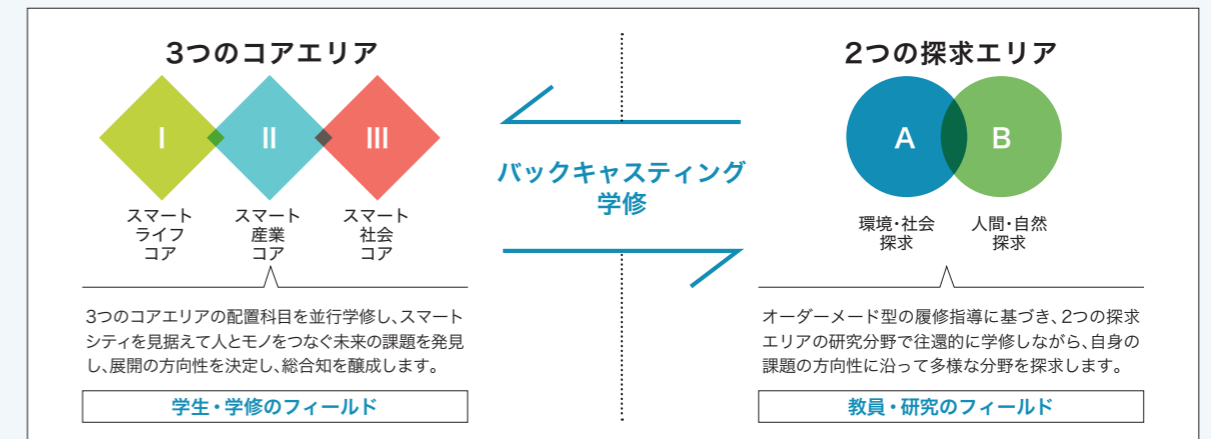 3つのコアエリア
I
II
III
スマート
ライフ
コア
スマート
産業
コア
スマート
社会
コア
3つのコアエリアの配置科目を並行学修し、スマート
シティを見据えて人とモノをつなぐ未来の課題を発見
し、展開の方向性を決定し、総合知を醸成します。
学生・学修のフィールド
バックキャスティング
学修
2つの探求エリア
A
B
環境・社会
探求
人間・自然
探求
オーダーメード型の履修指導に基づき、2つの探求
エリアの研究分野で往還的に学修しながら、自身の
課題の方向性に沿って多様な分野を探求します。
教員・研究のフィールド